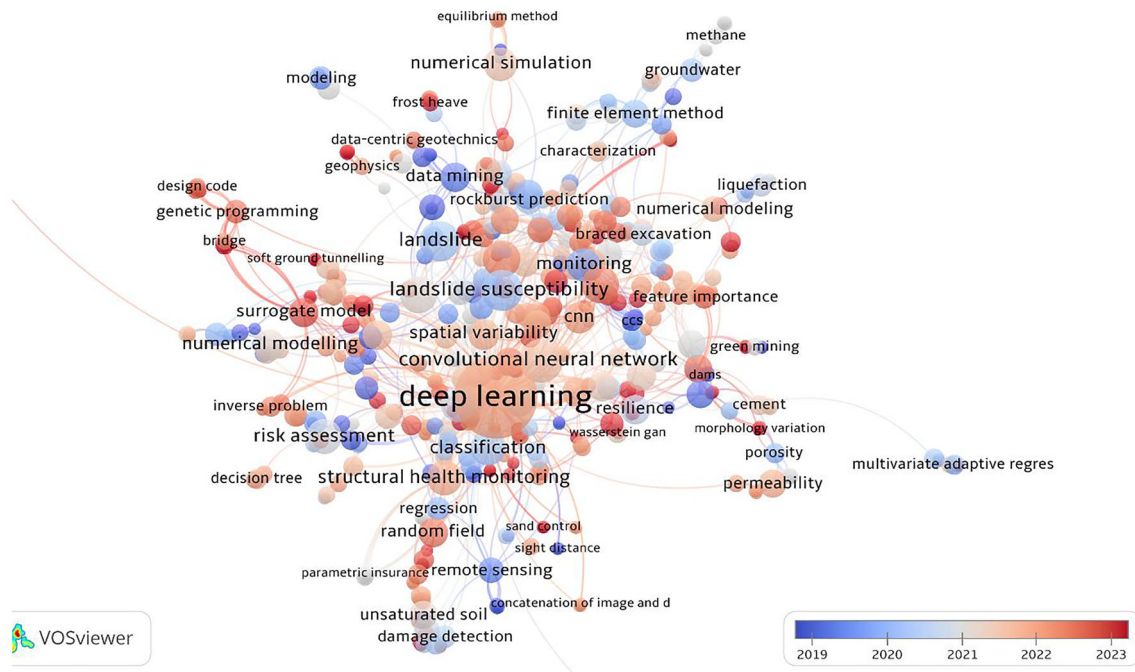 equilibrium method
methane
numerical simulation
groundwater
modeling
frost heave
finite element method
data-centric geotechnics
characterization
geophysics
data mining
design code
liquefaction
rockburst prediction
genetic programming
numerical modeling
bridge
landslide
braced excavation
soft ground tunnelling
monitoring
landslide susceptibility
feature importance
surrogate model
cnn
ccs
spatial variability
numerical modelling
green mining
convolutional neural network
dams
deep learning
inverse problem
resilience
cement
risk assessment
wasserstein gan
morphology variation
classification
porosity
multivariate adaptive regres
decision tree
structural health monitoring
permeability
regression
random field
sand control
sight distance
parametric insurance
remote sensing
concatenation of image and d
unsaturated soil
damage detection
VOSviewer
2019 2020 2021 2022 2023